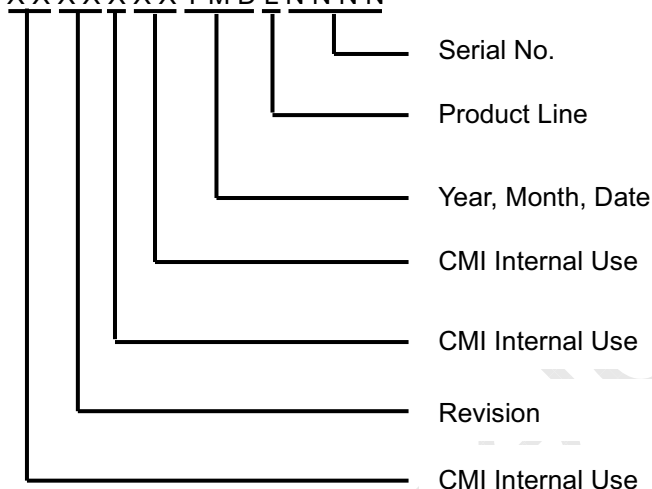 X X X X X X X Y M D L N N N N
Serial No.
Product Line
Year, Month, Date
CMI Internal Use
CMI Internal Use
Revision
CMI Internal Use